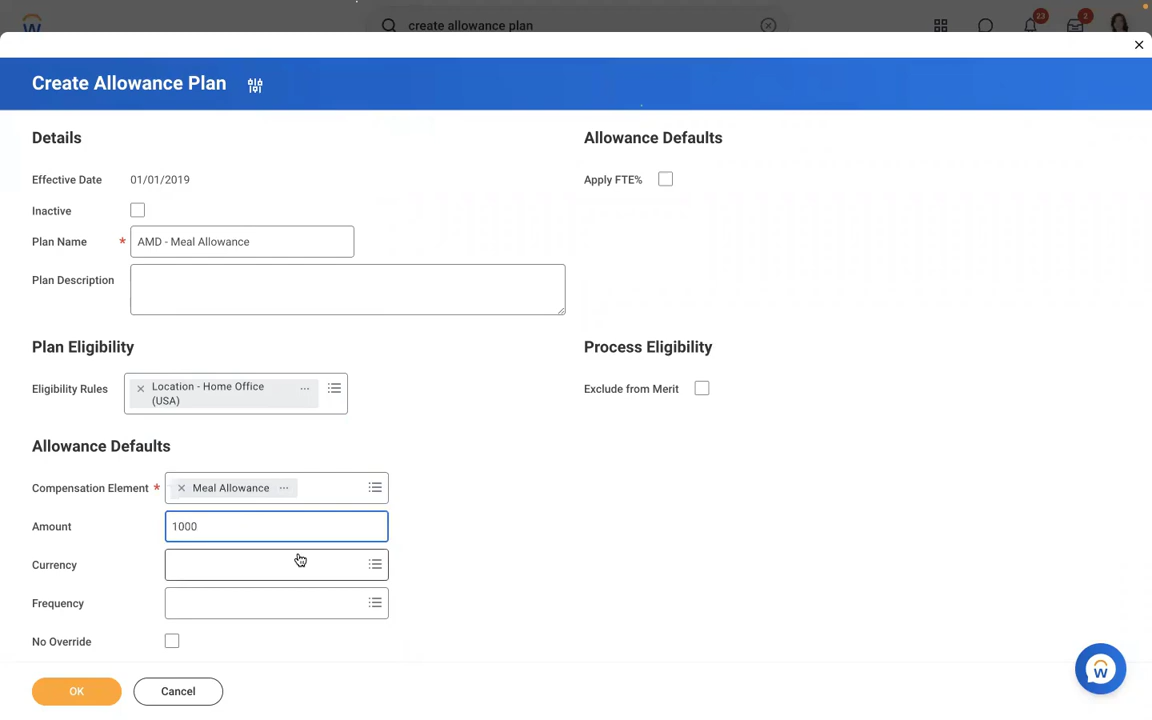 create allowance plan
23
2
Create Allowance Plan
Details
Allowance Defaults
Effective Date 01/01/2019
Apply FTE%
Inactive
Plan Name * AMD - Meal Allowance
Plan Description
Plan Eligibility
Process Eligibility
Eligibility Rules Location - Home Office
(USA)
Exclude from Merit
Allowance Defaults
Compensation Element * Meal Allowance
Amount 1000
Currency
Frequency
No Override
OK Cancel